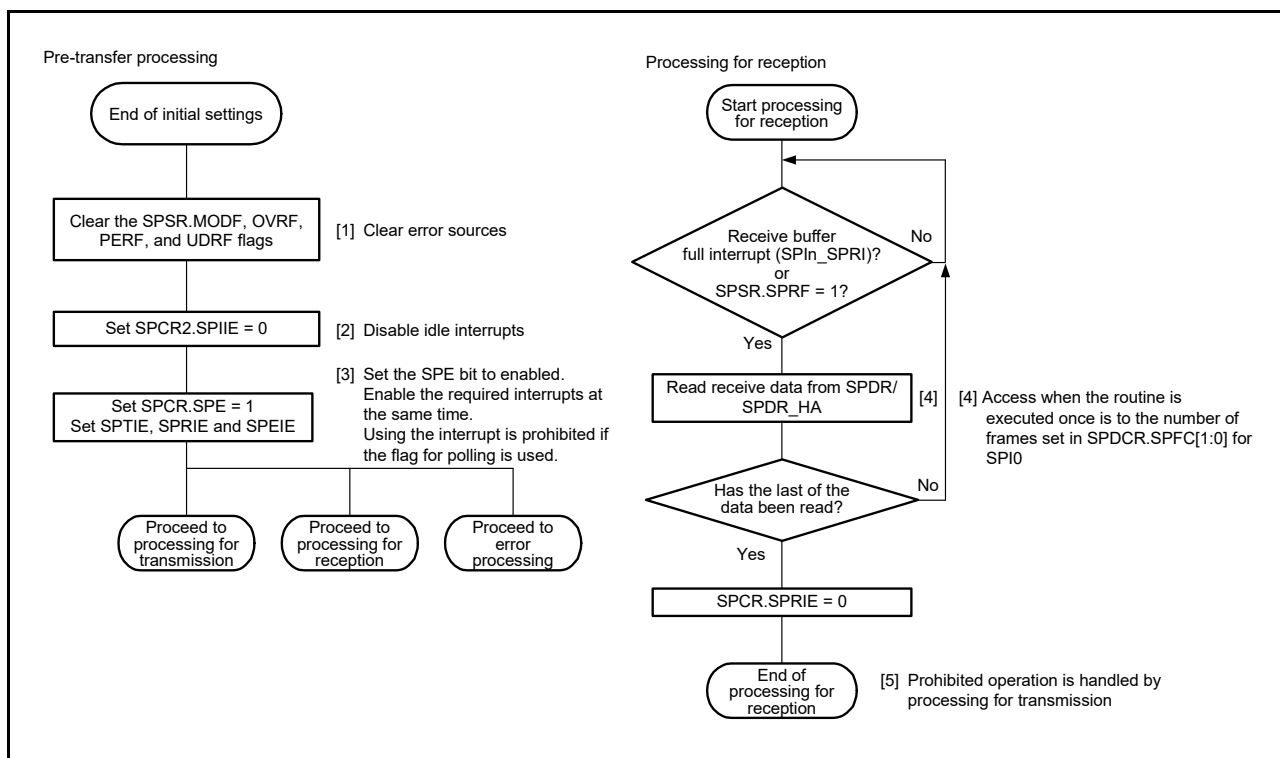 Pre-transfer processing
End of initial settings
Clear the SPSR.MODF, OVRF,
PERF, and UDRF flags
[1] Clear error sources
Set SPCR2.SPIIE = 0
[2] Disable idle interrupts
Set SPCR.SPE = 1
Set SPTIE, SPRIE and SPEIE
[3] Set the SPE bit to enabled.
Enable the required interrupts at
the same time.
Using the interrupt is prohibited if
the flag for polling is used.
Proceed to
processing for
transmission
Proceed to
processing for
reception
Proceed to
error
processing
Processing for reception
Start processing
for reception
Receive buffer
full interrupt (SPIn_SPRI)?
or
SPSR.SPRF = 1?
No
Yes
Read receive data from SPDR/
SPDR_HA
[4]
[4] Access when the routine is
executed once is to the number of
frames set in SPDCR.SPFC[1:0] for
SPI0
Has the last of the
data been read?
No
Yes
SPCR.SPRIE = 0
End of
processing for
reception
[5] Prohibited operation is handled by
processing for transmission